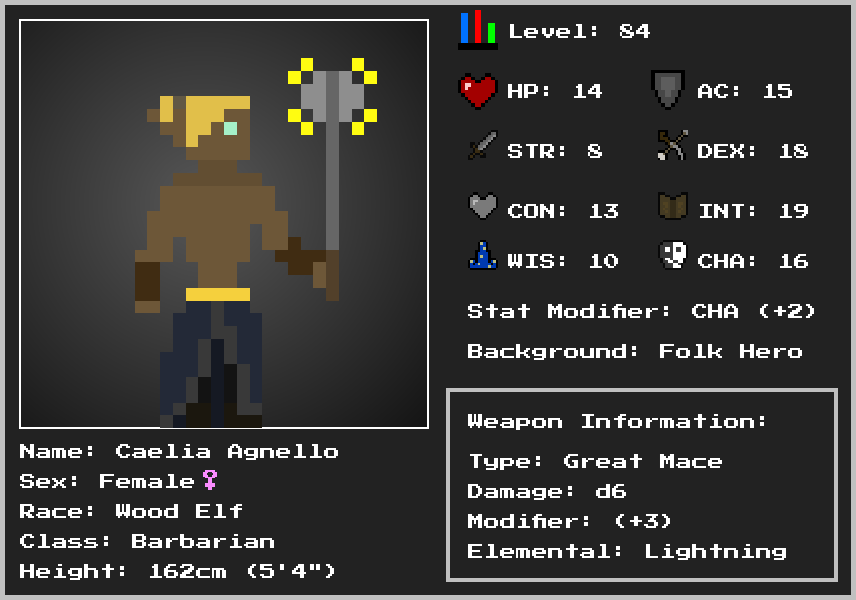 Level: 84
HP: 14
AC: 15
STR: 8
DEX: 18
CON: 13
INT: 19
WIS: 10
CHA: 16
Stat Modifier: CHA (+2)
Background: Folk Hero
Weapon Information:
Type: Great Mace
Damage: d6
Modifier: (+3)
Elemental: Lightning
Name: Caelia Agnello
Sex: Female♀
Race: Wood Elf
Class: Barbarian
Height: 162cm (5'4")